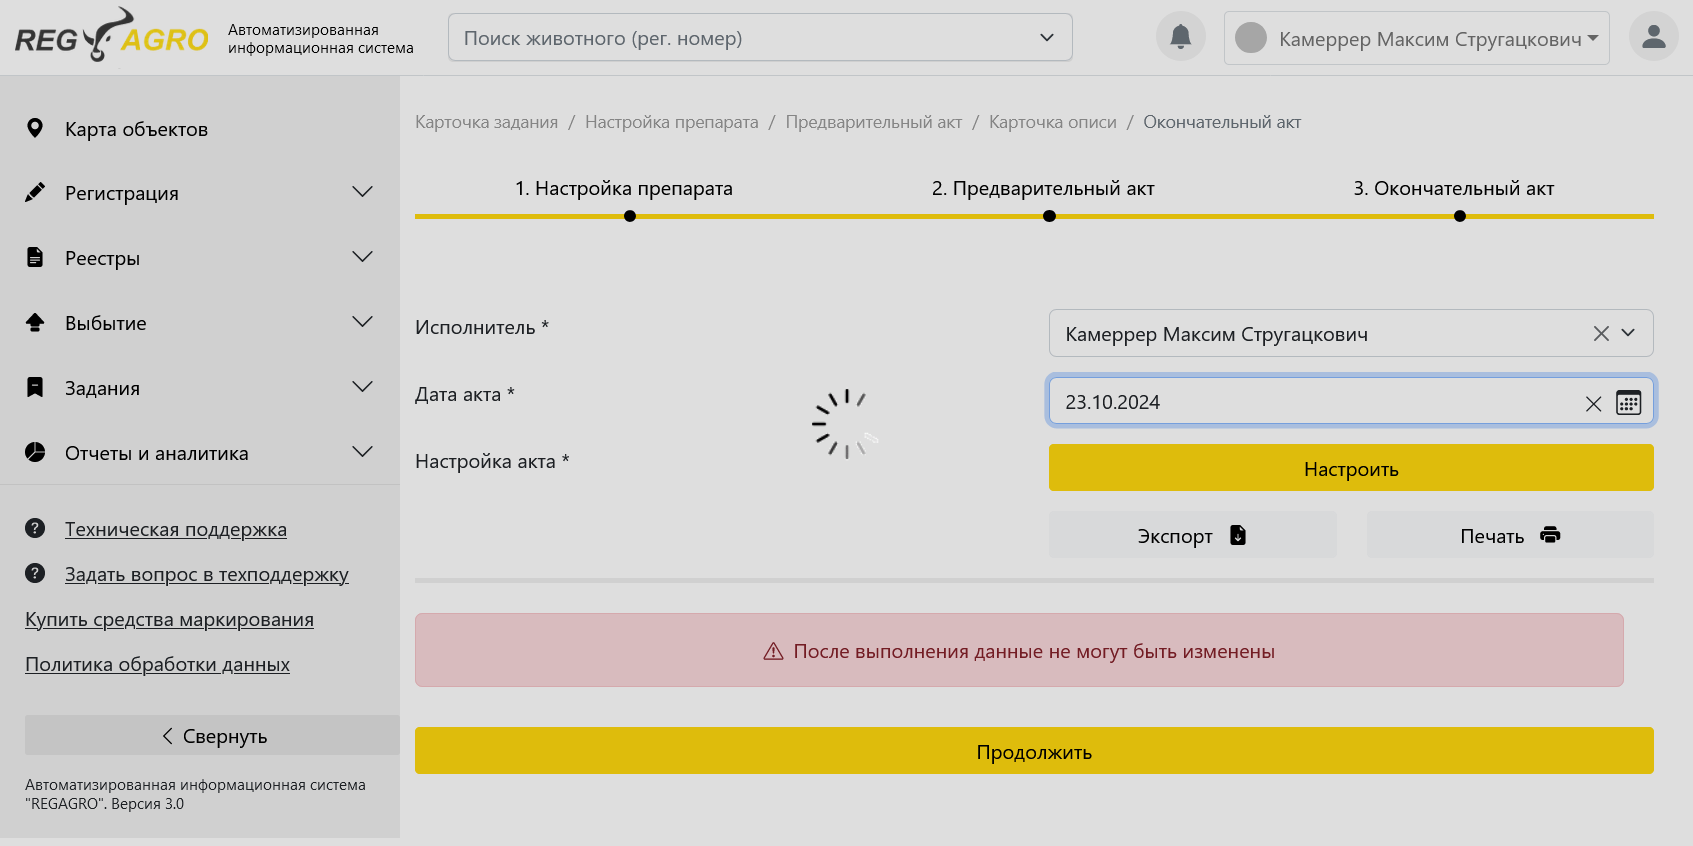 REG AGRO
Автоматизированная
информационная система
Поиск животного (рег. номер)
Камеррер Максим Стругацкович
Карта объектов
Регистрация
Реестры
Выбытие
Задания
Отчеты и аналитика
Техническая поддержка
Задать вопрос в техподдержку
Купить средства маркирования
Политика обработки данных
Свернуть
Автоматизированная информационная система
"REGAGRO". Версия 3.0
Карточка задания / Настройка препарата / Предварительный акт / Карточка описи / Окончательный акт
1. Настройка препарата
2. Предварительный акт
3. Окончательный акт
Исполнитель *
Камеррер Максим Стругацкович
Дата акта *
23.10.2024
Настройка акта *
Настроить
Экспорт
Печать
После выполнения данные не могут быть изменены
Продолжить